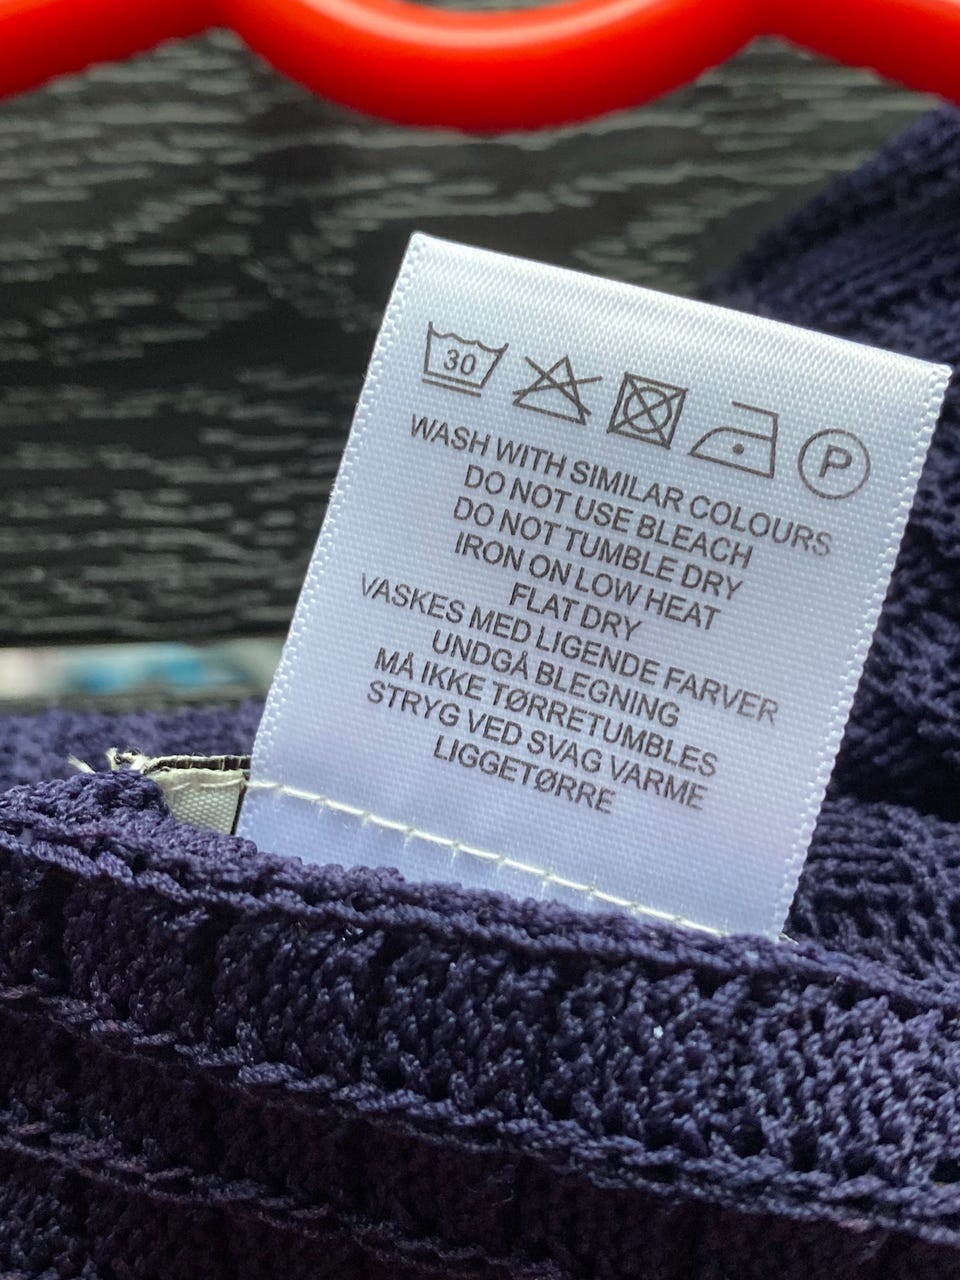 30
P
WASH WITH SIMILAR COLOURS
DO NOT USE BLEACH
DO NOT TUMBLE DRY
IRON ON LOW HEAT
FLAT DRY
VASKES MED LIGENDE FARVER
UNDGÅ BLEGNING
MÅ IKKE TØRRETUMBLES
STRYG VED SVAG VARME
LIGGETØRRE